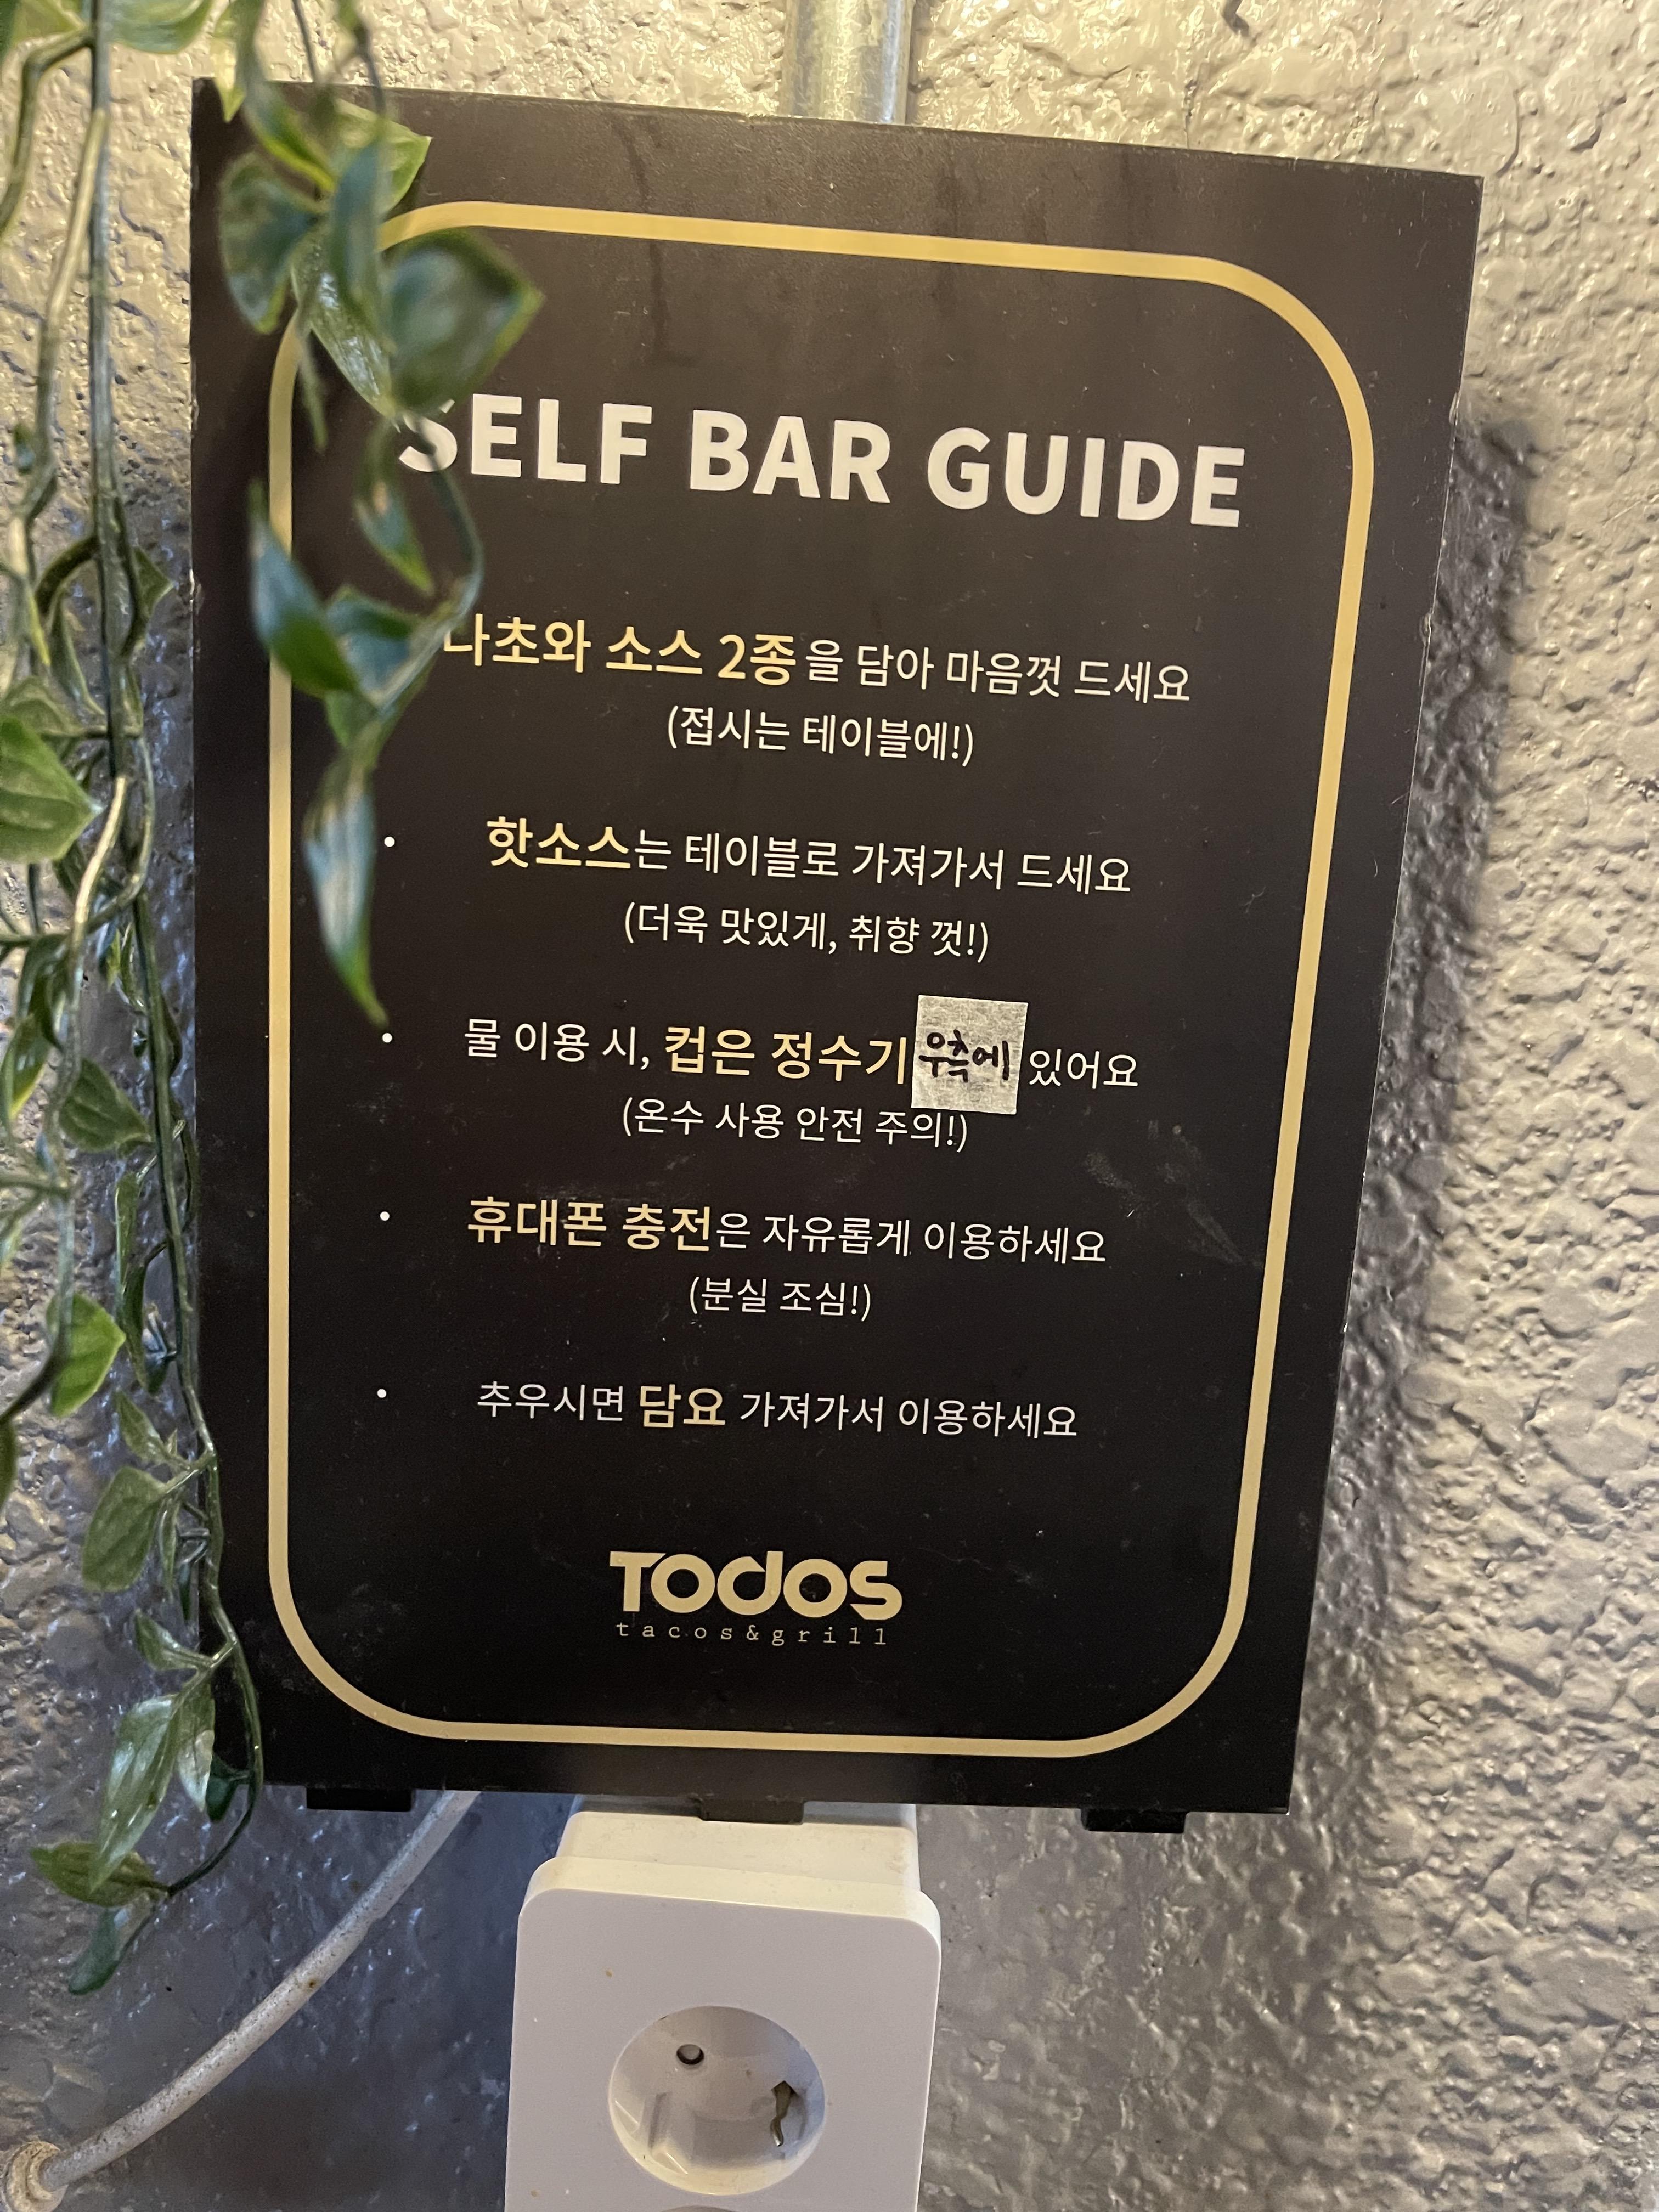 SELF BAR GUIDE
나초와 소스 2종을 담아 마음껏 드세요
(접시는 테이블에!)
• 핫소스는 테이블로 가져가서 드세요
(더욱 맛있게, 취향 껏!)
• 물 이용 시, 컵은 정수기 우측에 있어요
(온수 사용 안전 주의!)
• 휴대폰 충전은 자유롭게 이용하세요
(분실 조심!)
• 추우시면 담요 가져가서 이용하세요
TODOS
tacos&grill